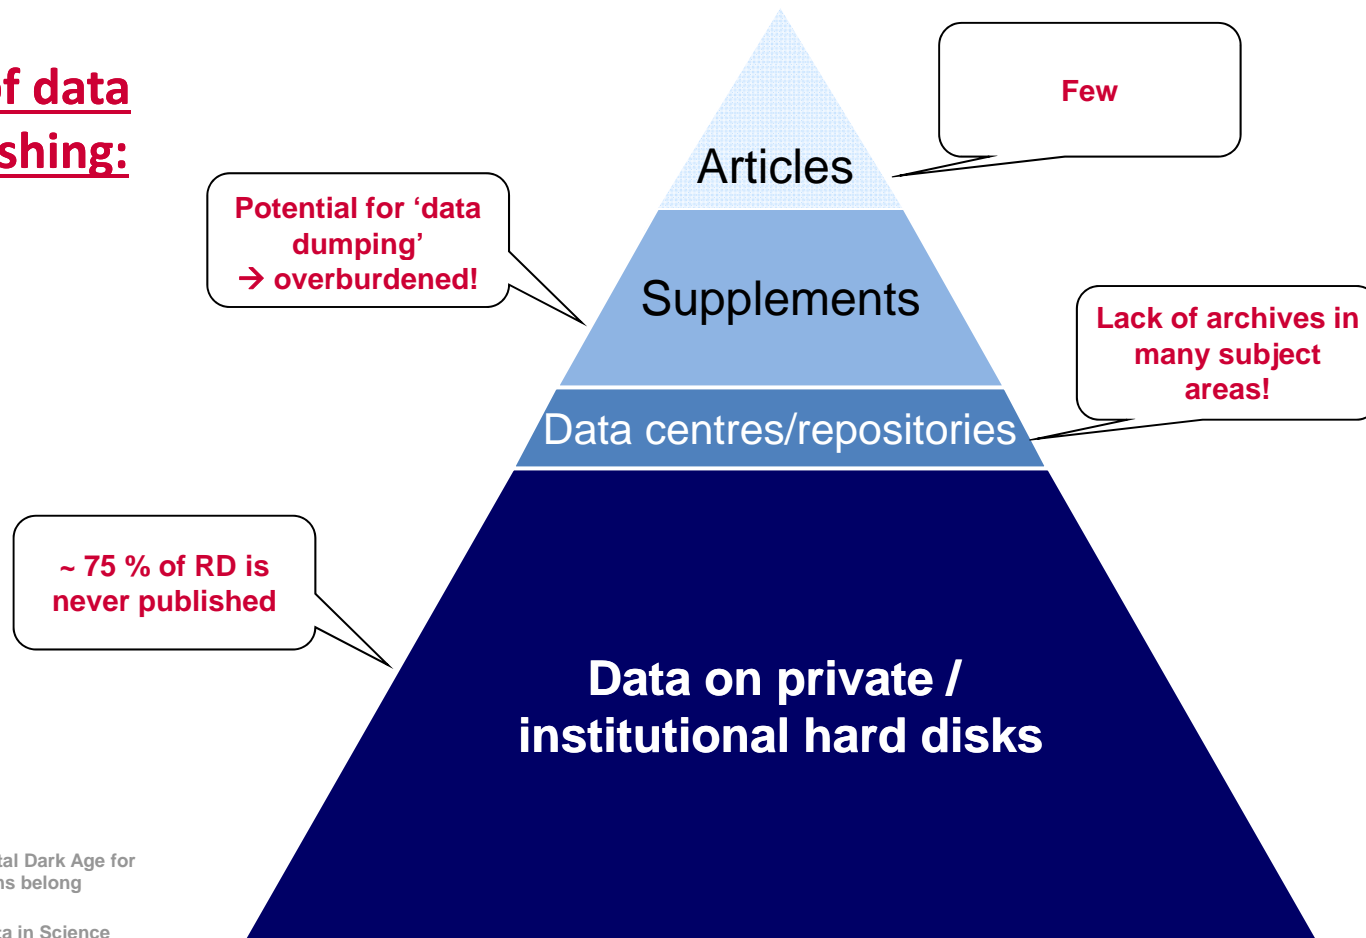 of data
shing:
Few
Articles
Potential for ‘data
dumping’
→ overburdened!
Supplements
Lack of archives in
many subject
areas!
Data centres/repositories
~ 75 % of RD is
never published
Data on private /
institutional hard disks
tal Dark Age for
ns belong
ta in Science